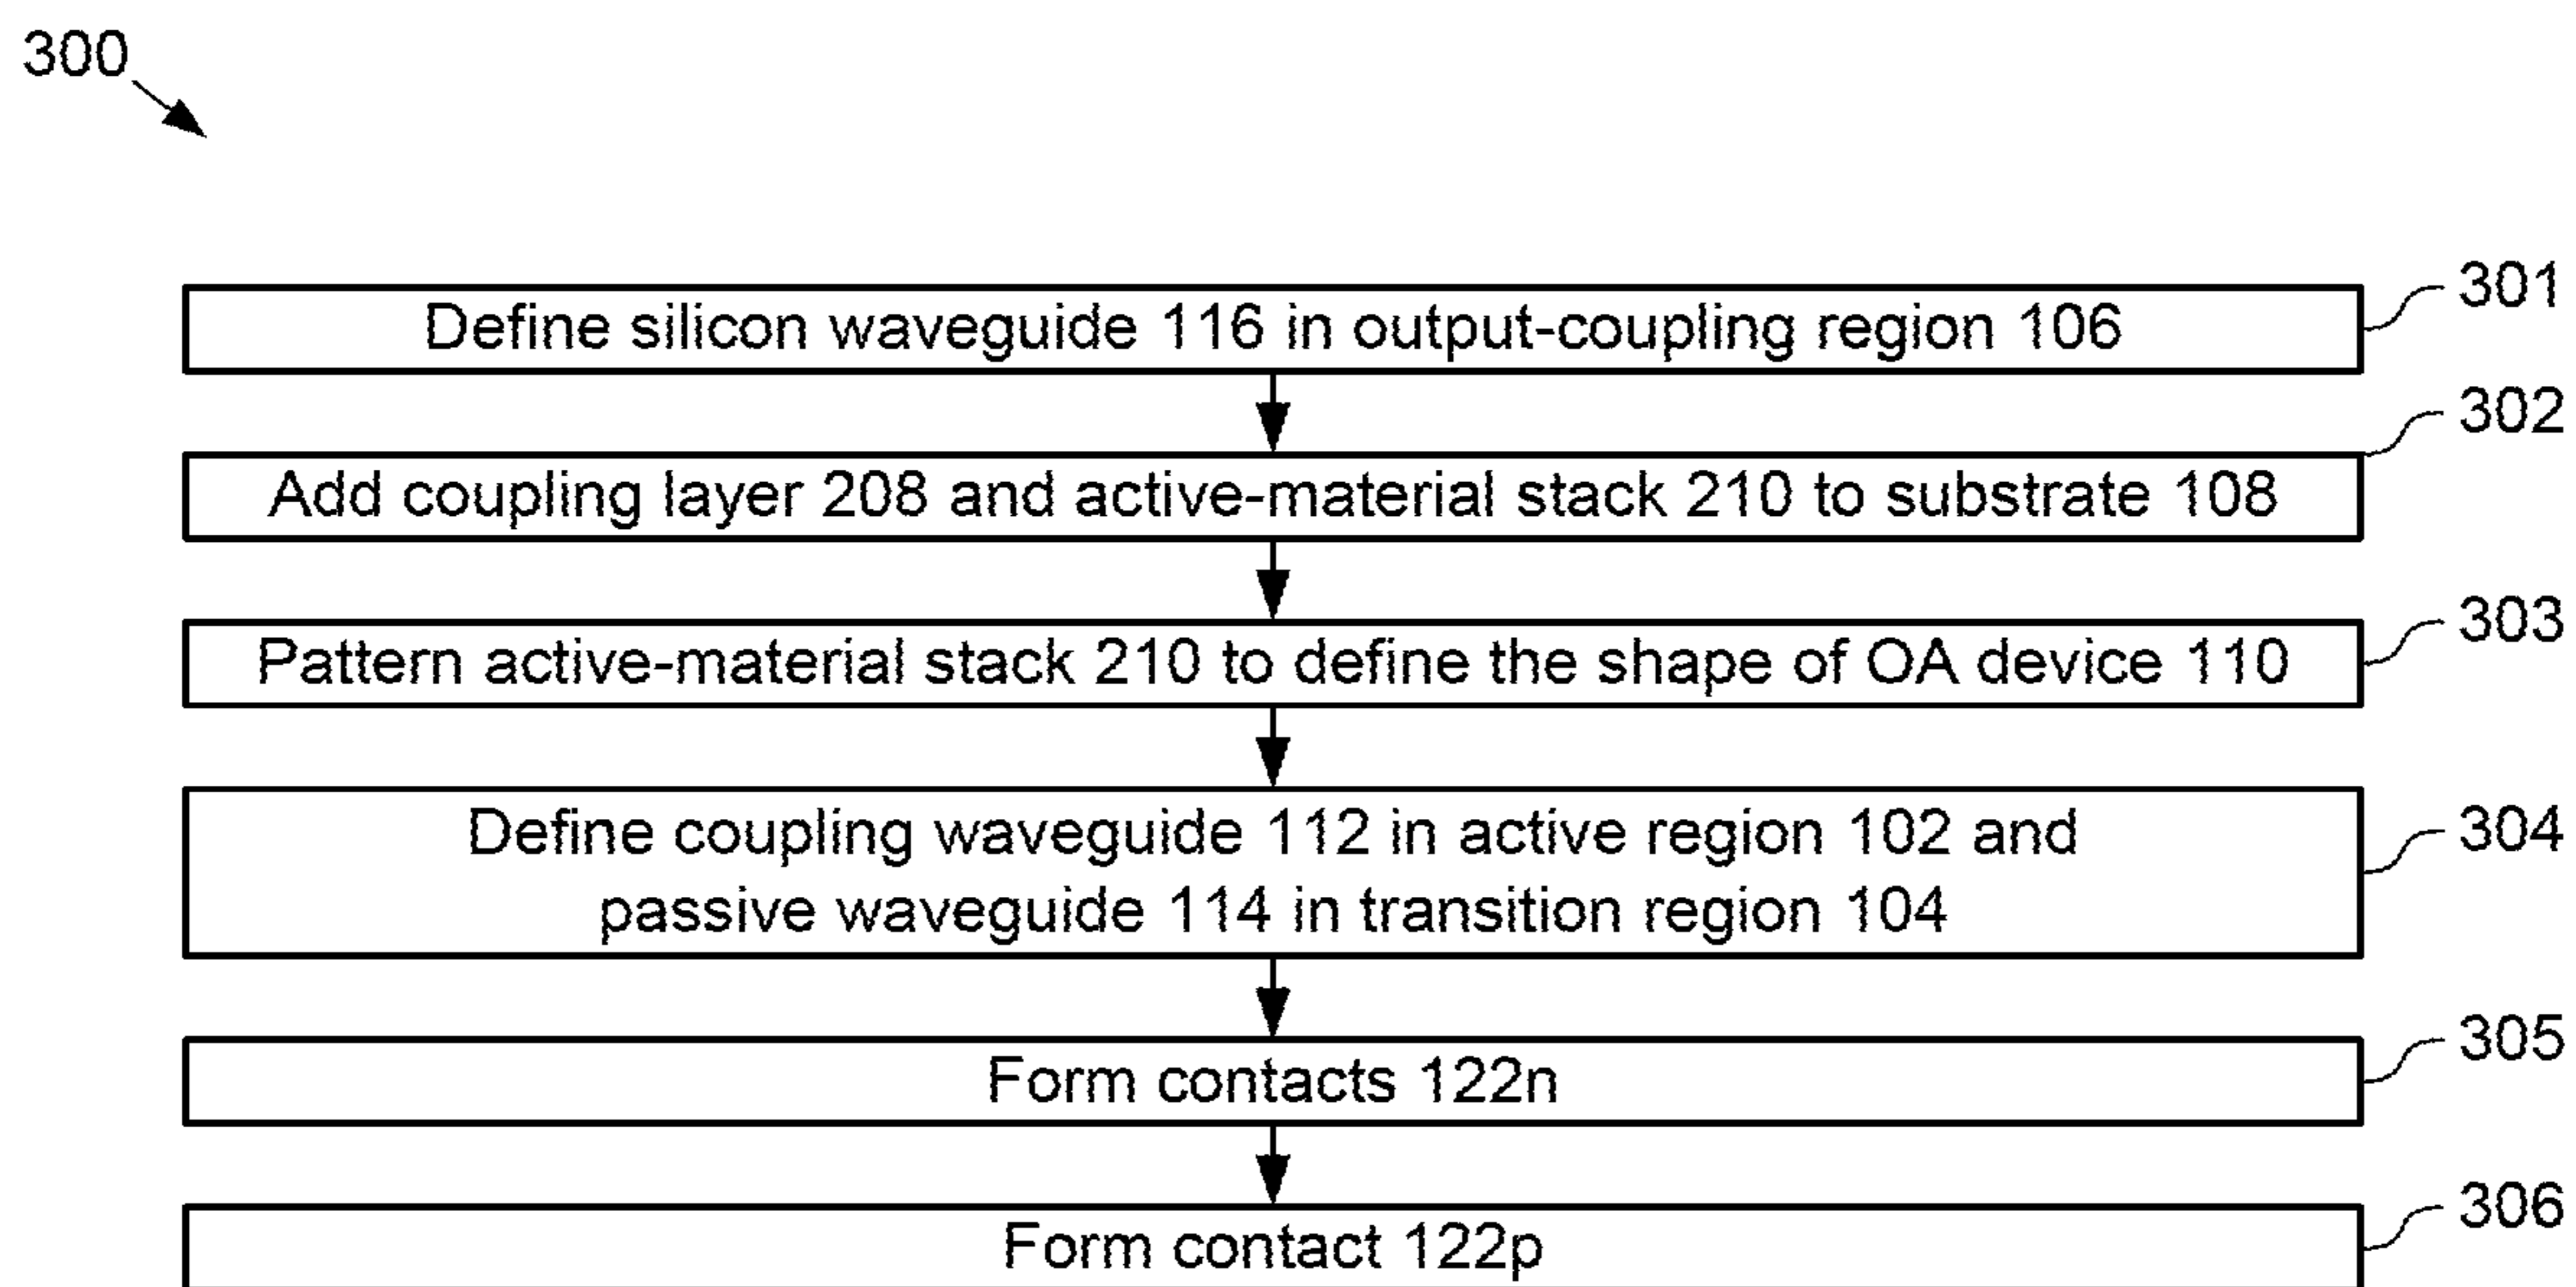 300
Define silicon waveguide 116 in output-coupling region 106
301
Add coupling layer 208 and active-material stack 210 to substrate 108
302
Pattern active-material stack 210 to define the shape of OA device 110
303
Define coupling waveguide 112 in active region 102 and
passive waveguide 114 in transition region 104
304
Form contacts 122n
305
Form contact 122p
306